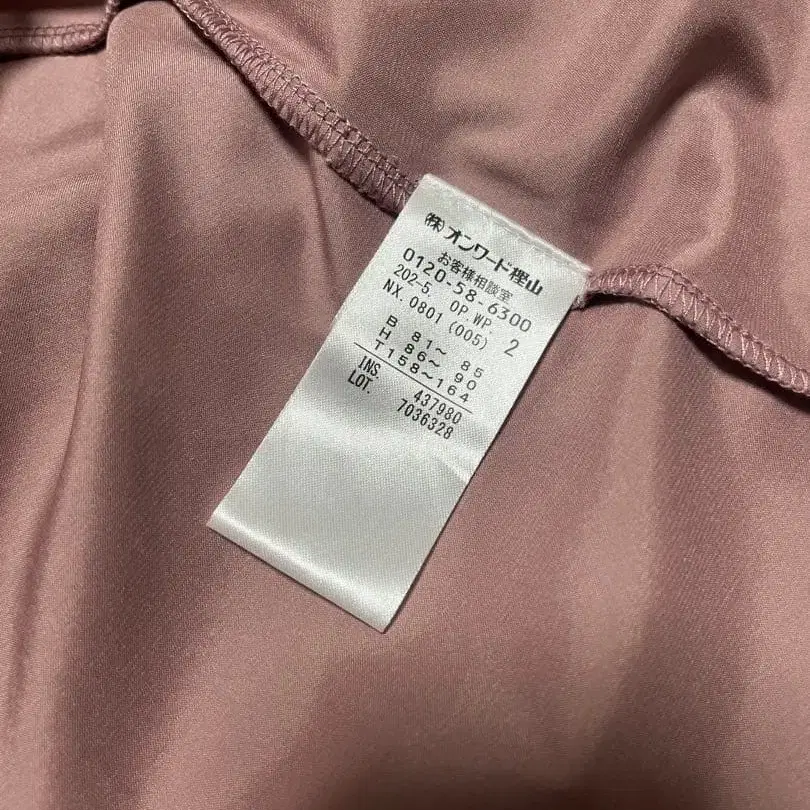 (株)オンワード樫山
お客様相談室
0120-58-6300
202-5. OP.WP. 2
NX.0801(005)
B 81～ 85
H 86～ 90
T158～164
INS. 437980
LOT. 7036328